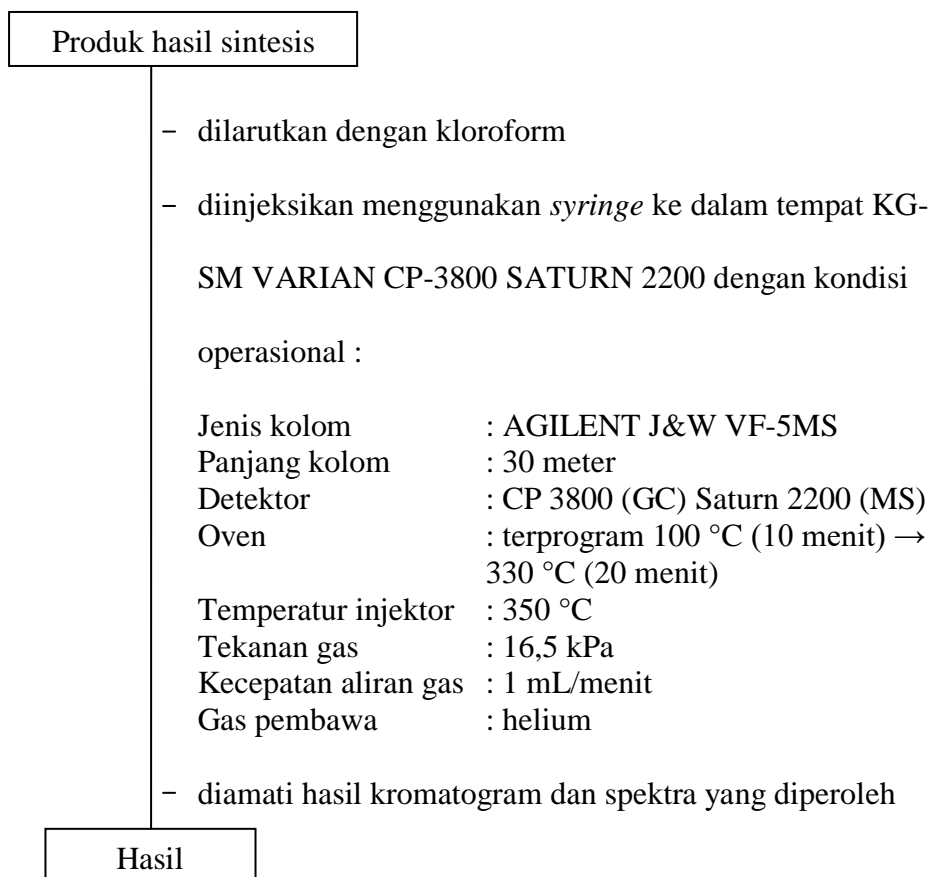 Produk hasil sintesis
- dilarutkan dengan kloroform
- diinjeksikan menggunakan syringe ke dalam tempat KG-
SM VARIAN CP-3800 SATURN 2200 dengan kondisi
operasional :
Jenis kolom : AGILENT J&W VF-5MS
Panjang kolom : 30 meter
Detektor : CP 3800 (GC) Saturn 2200 (MS)
Oven : terprogram 100 °C (10 menit) →
330 °C (20 menit)
Temperatur injektor : 350 °C
Tekanan gas : 16,5 kPa
Kecepatan aliran gas : 1 mL/menit
Gas pembawa : helium
- diamati hasil kromatogram dan spektra yang diperoleh
Hasil